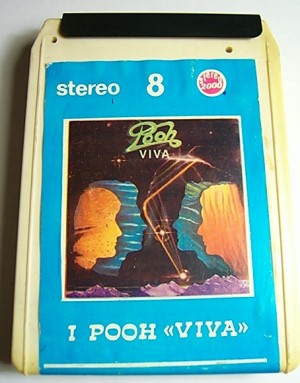 stereo 8
2000
Pooh
VIVA
I POOH «VIVA»